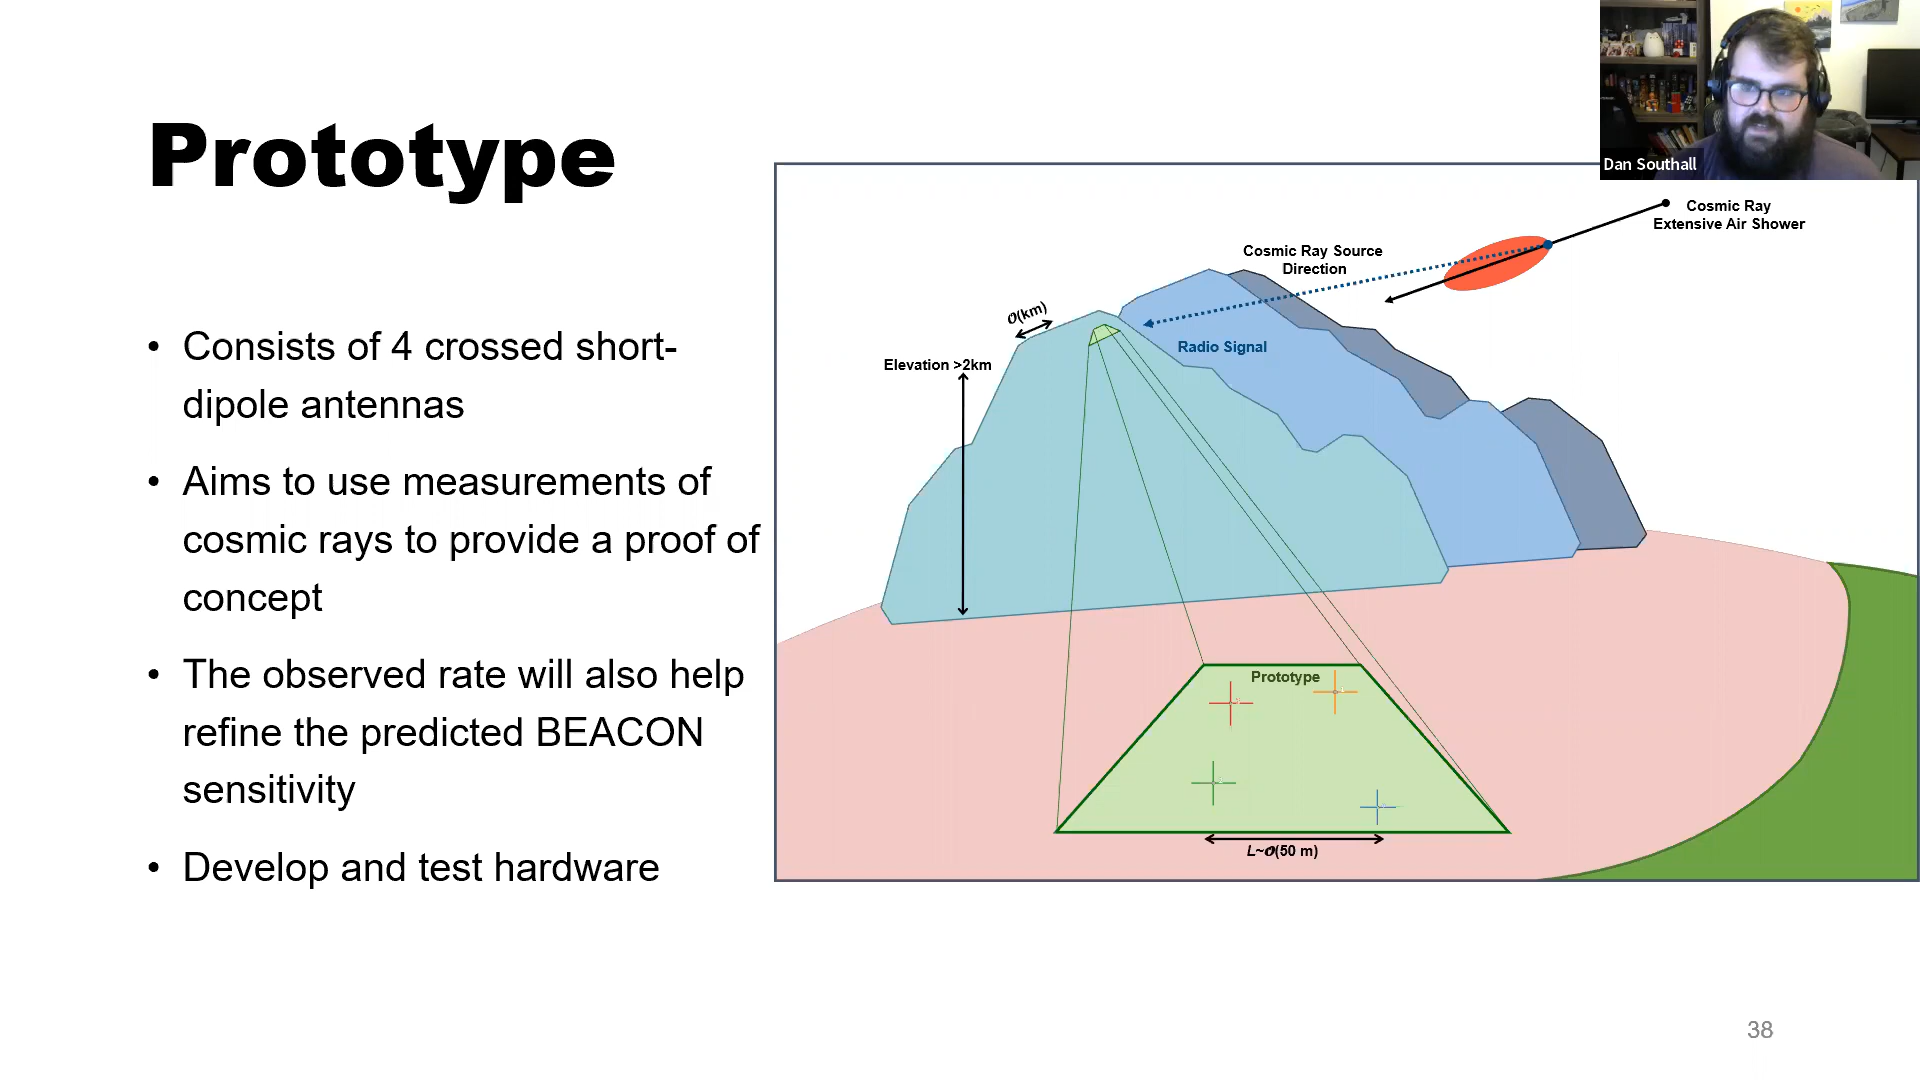 Dan Southall
Prototype
• Consists of 4 crossed short-
dipole antennas
• Aims to use measurements of
cosmic rays to provide a proof of
concept
• The observed rate will also help
refine the predicted BEACON
sensitivity
• Develop and test hardware
Cosmic Ray
Extensive Air Shower
Cosmic Ray Source
Direction
𝒪(km)
Radio Signal
Elevation >2km
Prototype
L~𝒪(50 m)
38